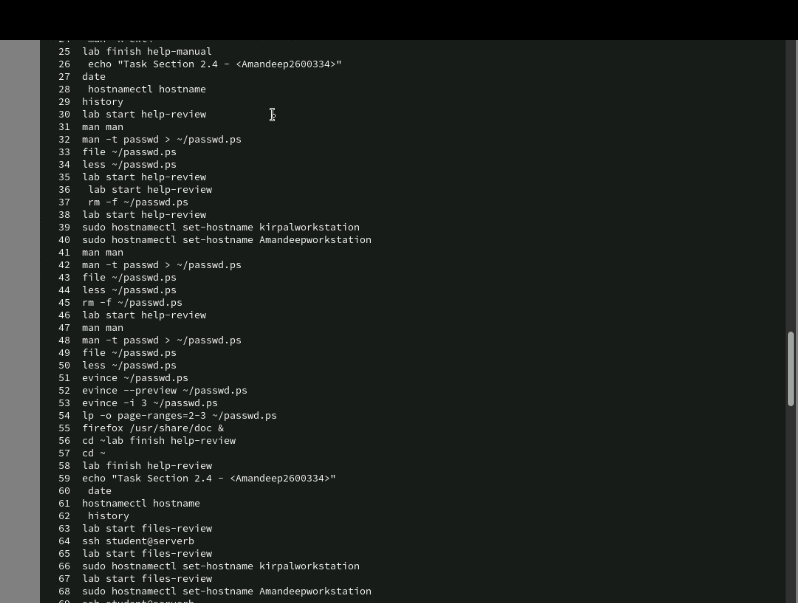 25 lab finish help-manual
26 echo "Task Section 2.4 - <Amandeep2600334>"
27 date
28 hostnamectl hostname
29 history
30 lab start help-review
31 man man
32 man -t passwd > ~/passwd.ps
33 file ~/passwd.ps
34 less ~/passwd.ps
35 lab start help-review
36 lab start help-review
37 rm -f ~/passwd.ps
38 lab start help-review
39 sudo hostnamectl set-hostname kirpalworkstation
40 sudo hostnamectl set-hostname Amandeepworkstation
41 man man
42 man -t passwd > ~/passwd.ps
43 file ~/passwd.ps
44 less ~/passwd.ps
45 rm -f ~/passwd.ps
46 lab start help-review
47 man man
48 man -t passwd > ~/passwd.ps
49 file ~/passwd.ps
50 less ~/passwd.ps
51 evince ~/passwd.ps
52 evince --preview ~/passwd.ps
53 evince -i 3 ~/passwd.ps
54 lp -o page-ranges=2-3 ~/passwd.ps
55 firefox /usr/share/doc &
56 cd ~lab finish help-review
57 cd ~
58 lab finish help-review
59 echo "Task Section 2.4 - <Amandeep2600334>"
60 date
61 hostnamectl hostname
62 history
63 lab start files-review
64 ssh student@serverb
65 lab start files-review
66 sudo hostnamectl set-hostname kirpalworkstation
67 lab start files-review
68 sudo hostnamectl set-hostname Amandeepworkstation